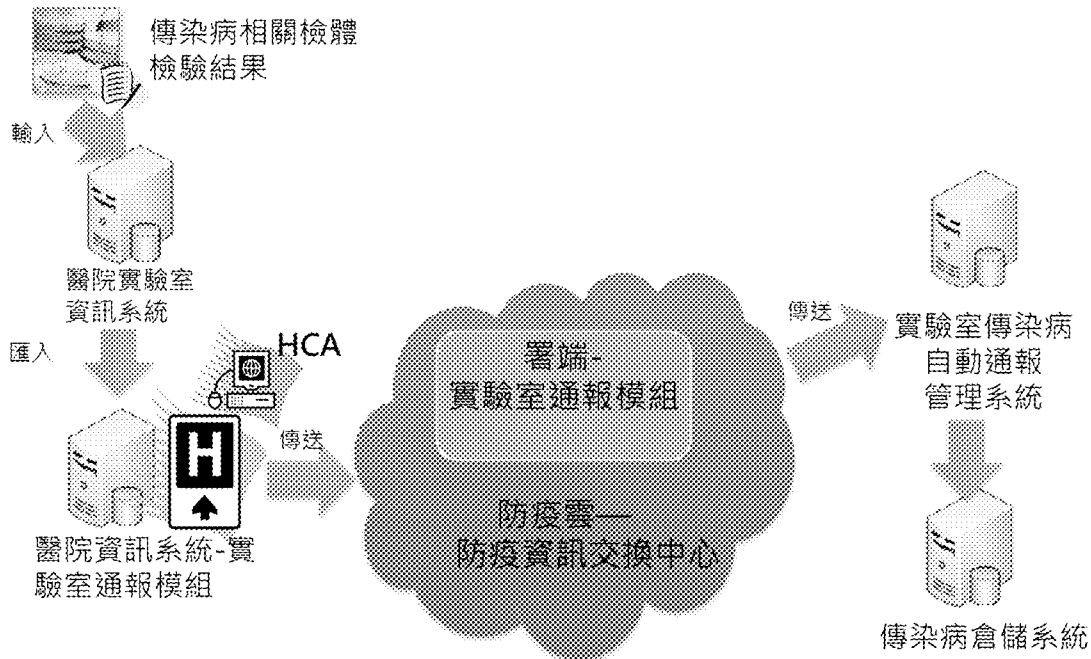 傳染病相關檢體
檢驗結果
輸入
醫院實驗室
資訊系統
匯入
HCA
H
醫院資訊系統-實
驗室通報模組
傳送
署端-
實驗室通報模組
防疫雲—
防疫資訊交換中心
傳送
實驗室傳染病
自動通報
管理系統
傳染病倉儲系統